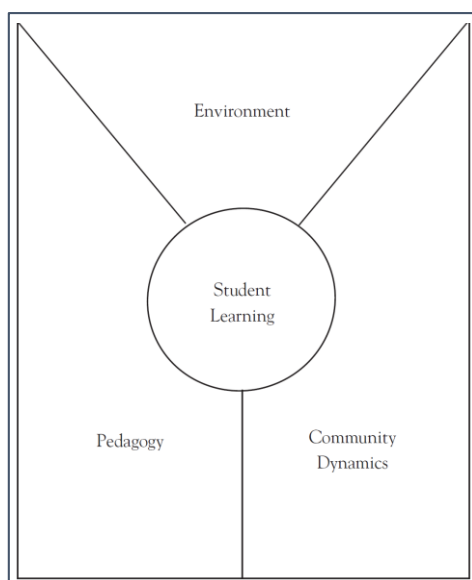 Environment
Student
Learning
Pedagogy
Community
Dynamics